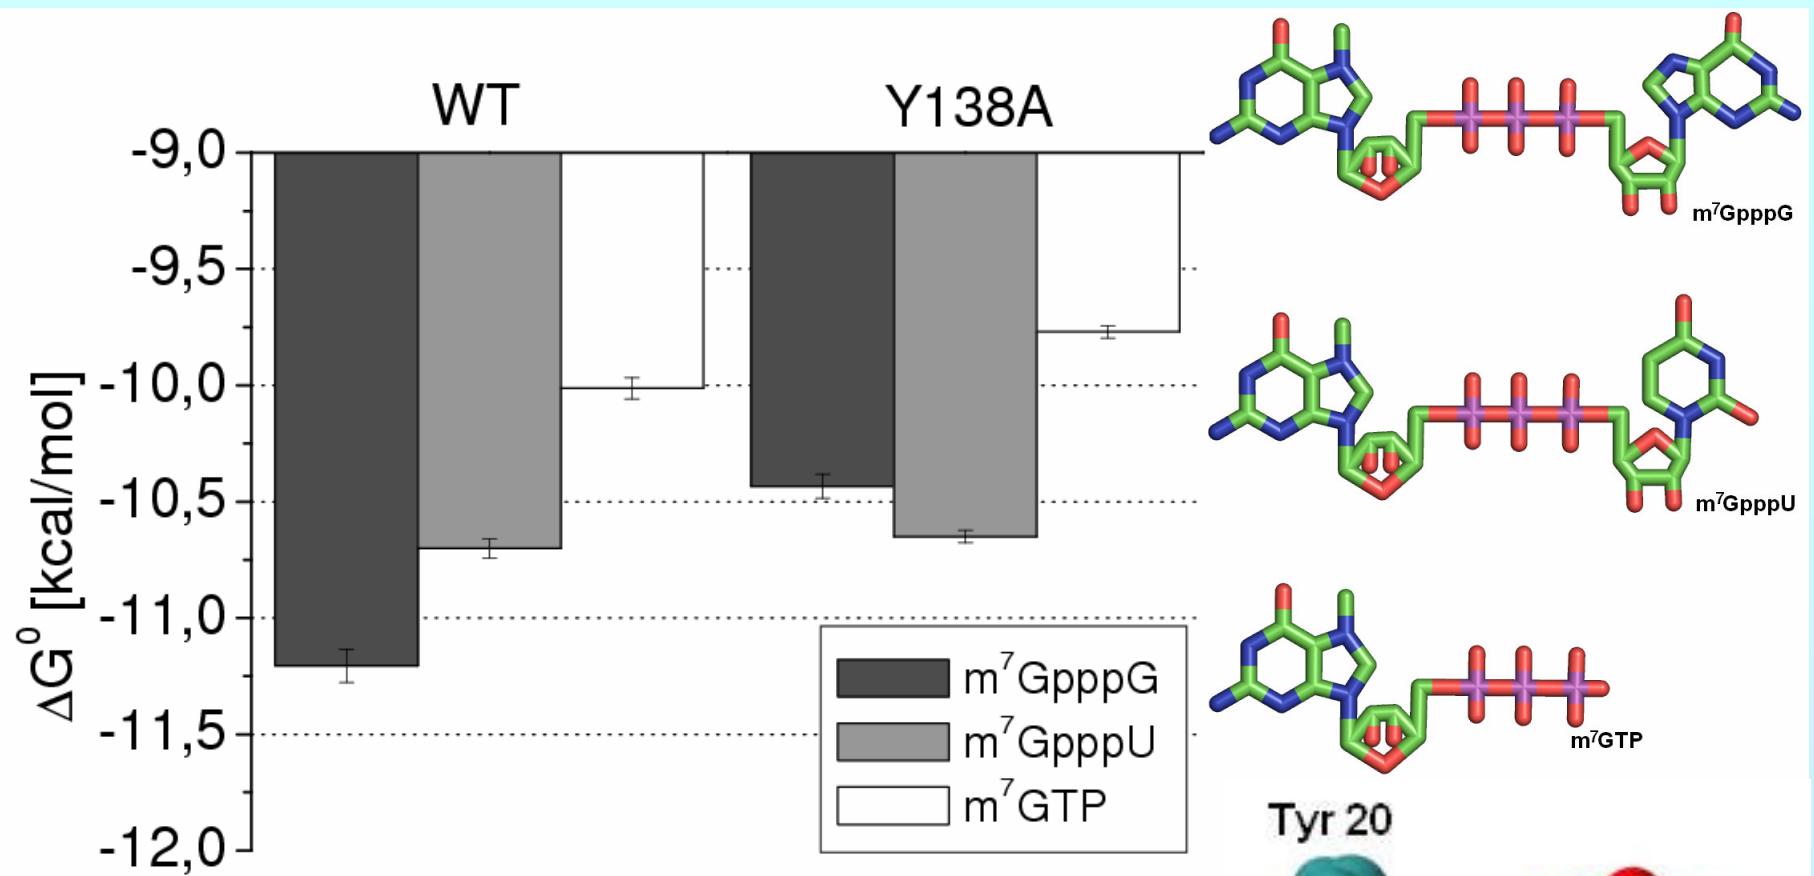 WT
Y138A
-9,0
-9,5
-10,0
-10,5
-11,0
-11,5
-12,0
ΔG⁰ [kcal/mol]
m⁷GpppG
m⁷GpppU
m⁷GTP
m⁷GpppG
m⁷GpppU
m⁷GTP
Tyr 20